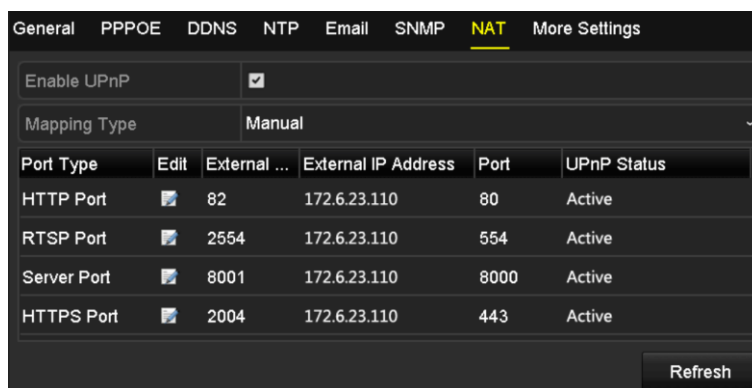 General PPPOE DDNS NTP Email SNMP NAT More Settings
Enable UPnP
Mapping Type Manual
Port Type Edit External ... External IP Address Port UPnP Status
HTTP Port 82 172.6.23.110 80 Active
RTSP Port 2554 172.6.23.110 554 Active
Server Port 8001 172.6.23.110 8000 Active
HTTPS Port 2004 172.6.23.110 443 Active
Refresh